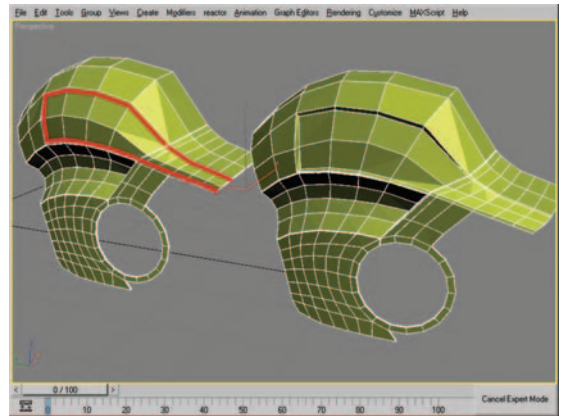 File Edit Tools Group Views Create Modifiers reactor Animation Graph Editors Rendering Customize MAXScript Help
Perspective
< 0 / 100 >
0 10 20 30 40 50 60 70 80 90 100
Cancel Expert Mode